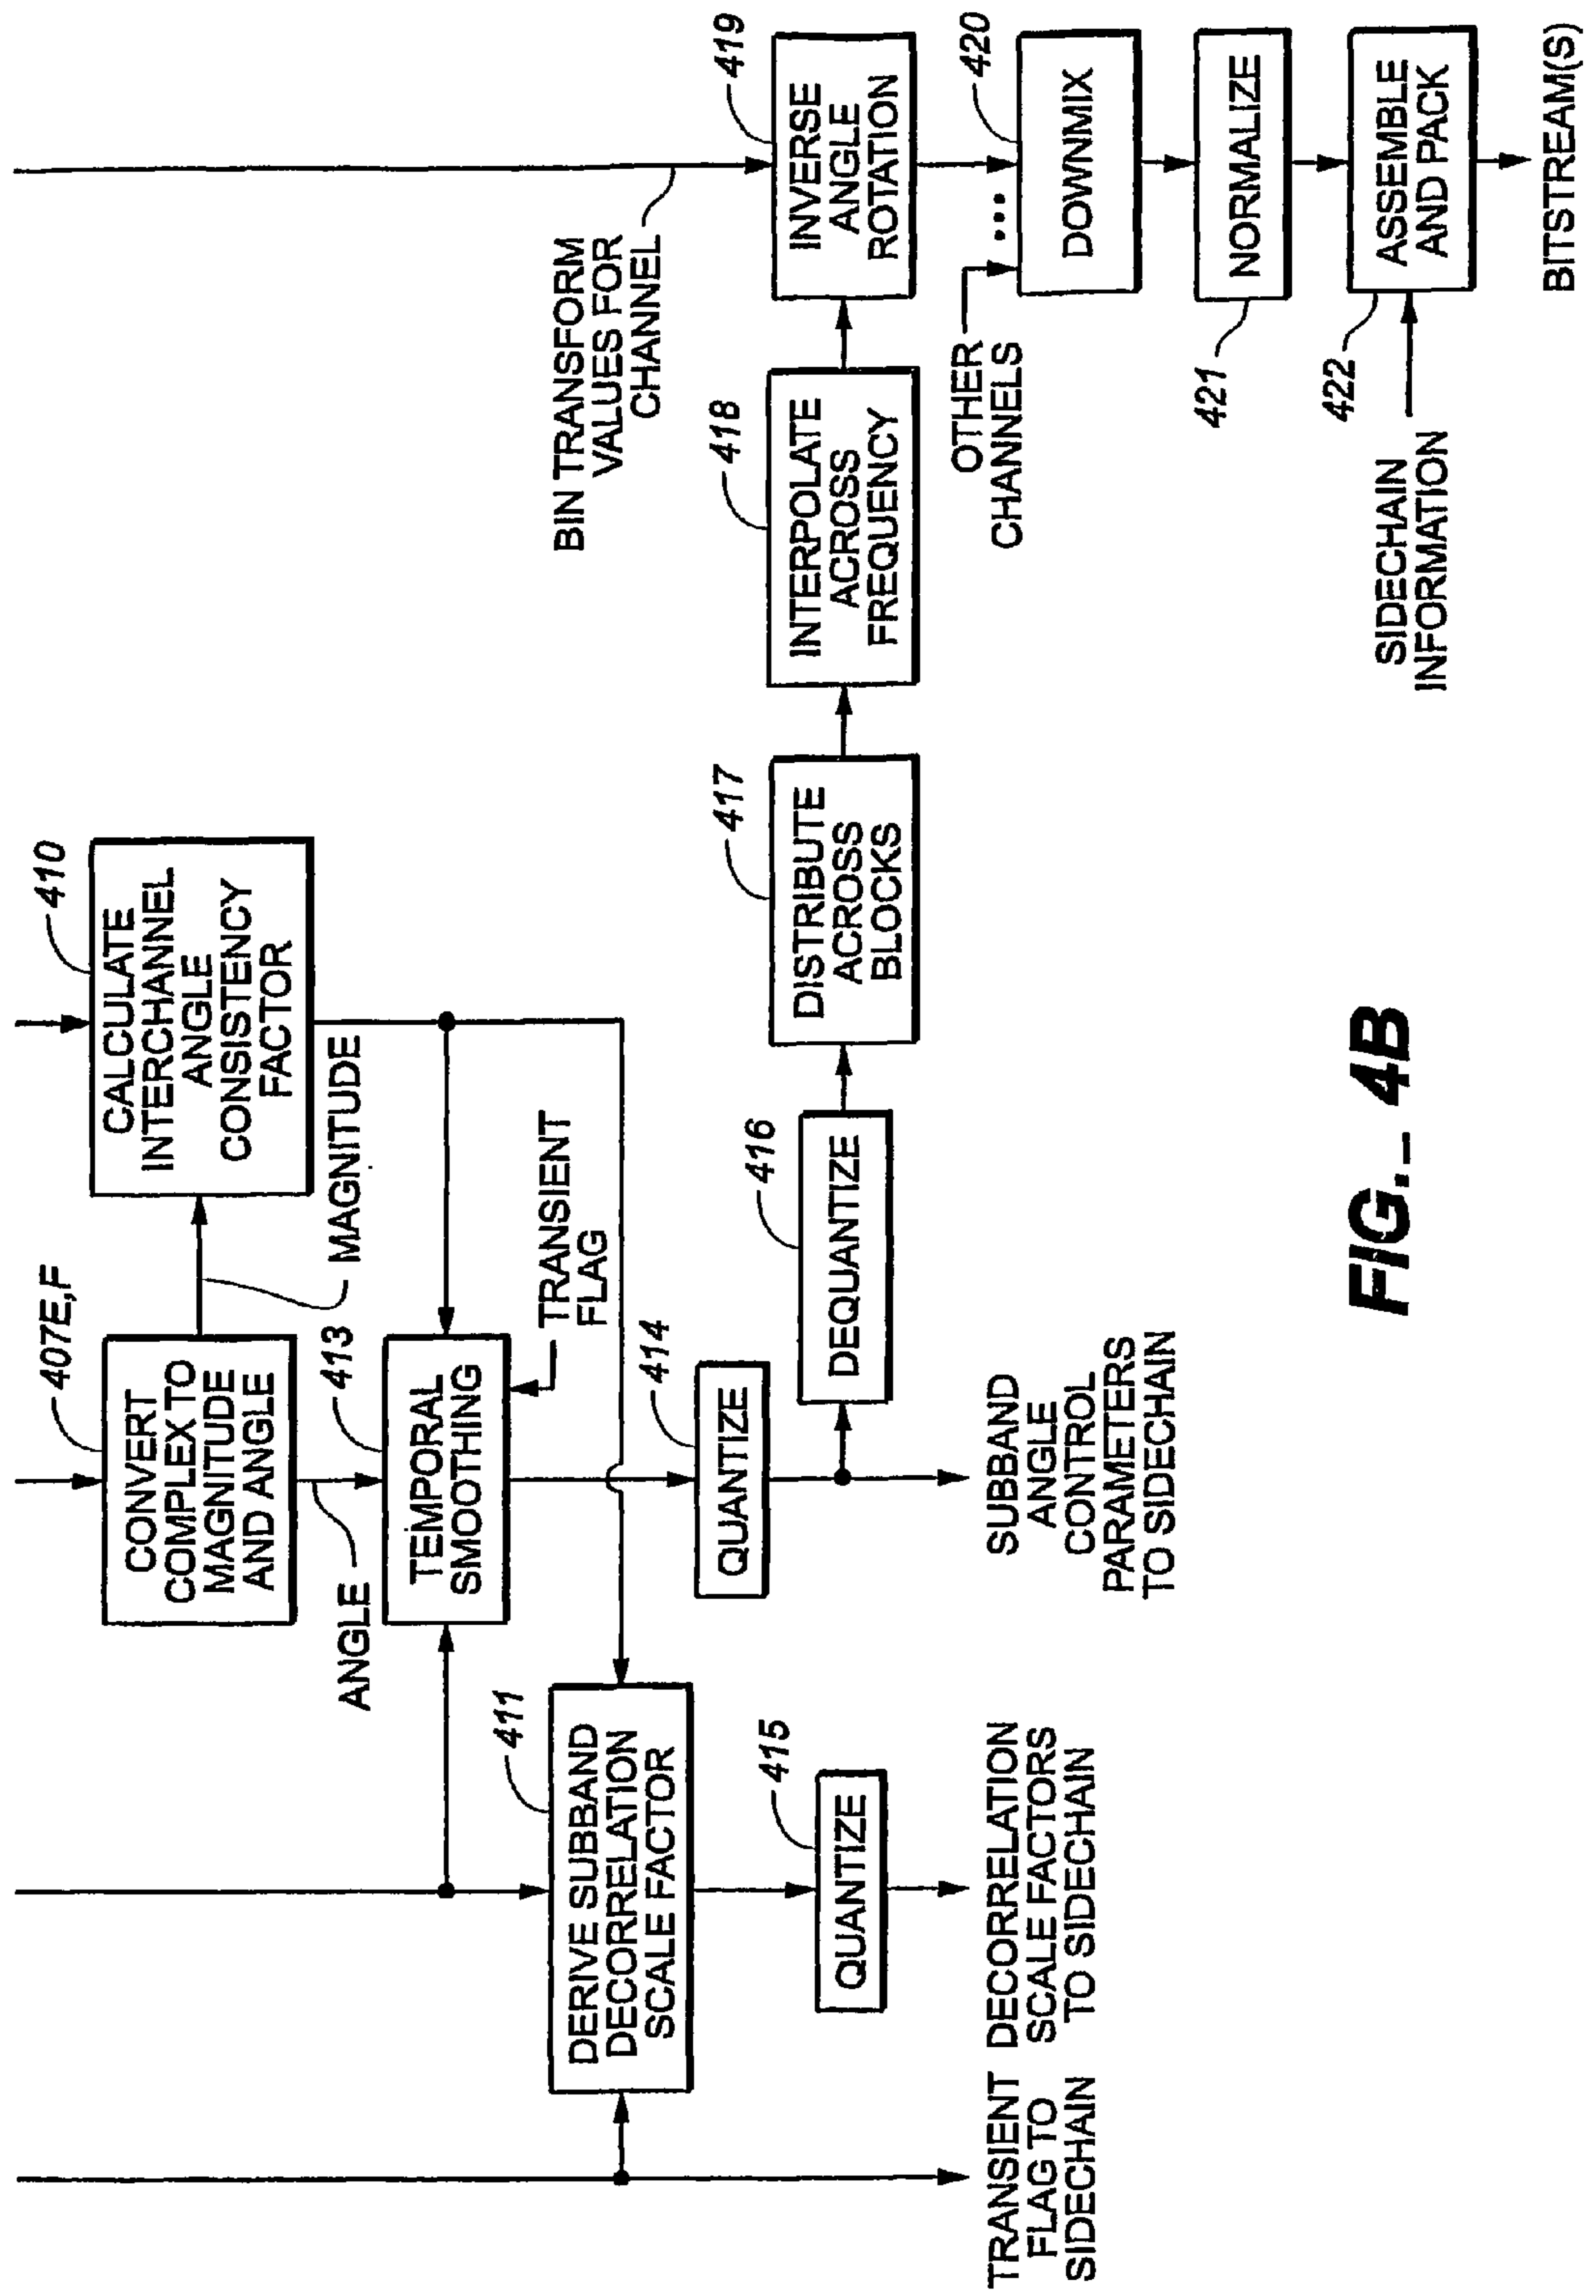 407E,F
CONVERT
COMPLEX TO
MAGNITUDE
AND ANGLE
410
CALCULATE
INTERCHANNEL
ANGLE
CONSISTENCY
FACTOR
MAGNITUDE
ANGLE
413
TEMPORAL
SMOOTHING
TRANSIENT
FLAG
411
DERIVE SUBBAND
DECORRELATION
SCALE FACTOR
414
QUANTIZE
415
QUANTIZE
416
DEQUANTIZE
417
DISTRIBUTE
ACROSS
BLOCKS
418
INTERPOLATE
ACROSS
FREQUENCY
BIN TRANSFORM
VALUES FOR
CHANNEL
419
INVERSE
ANGLE
ROTATION
OTHER
CHANNELS
...
420
DOWNMIX
421
NORMALIZE
422
ASSEMBLE
AND PACK
SIDECHAIN
INFORMATION
BITSTREAM(S)
TRANSIENT
FLAG TO
SIDECHAIN
DECORRELATION
SCALE FACTORS
TO SIDECHAIN
SUBBAND
ANGLE
CONTROL
PARAMETERS
TO SIDECHAIN
FIG._ 4B